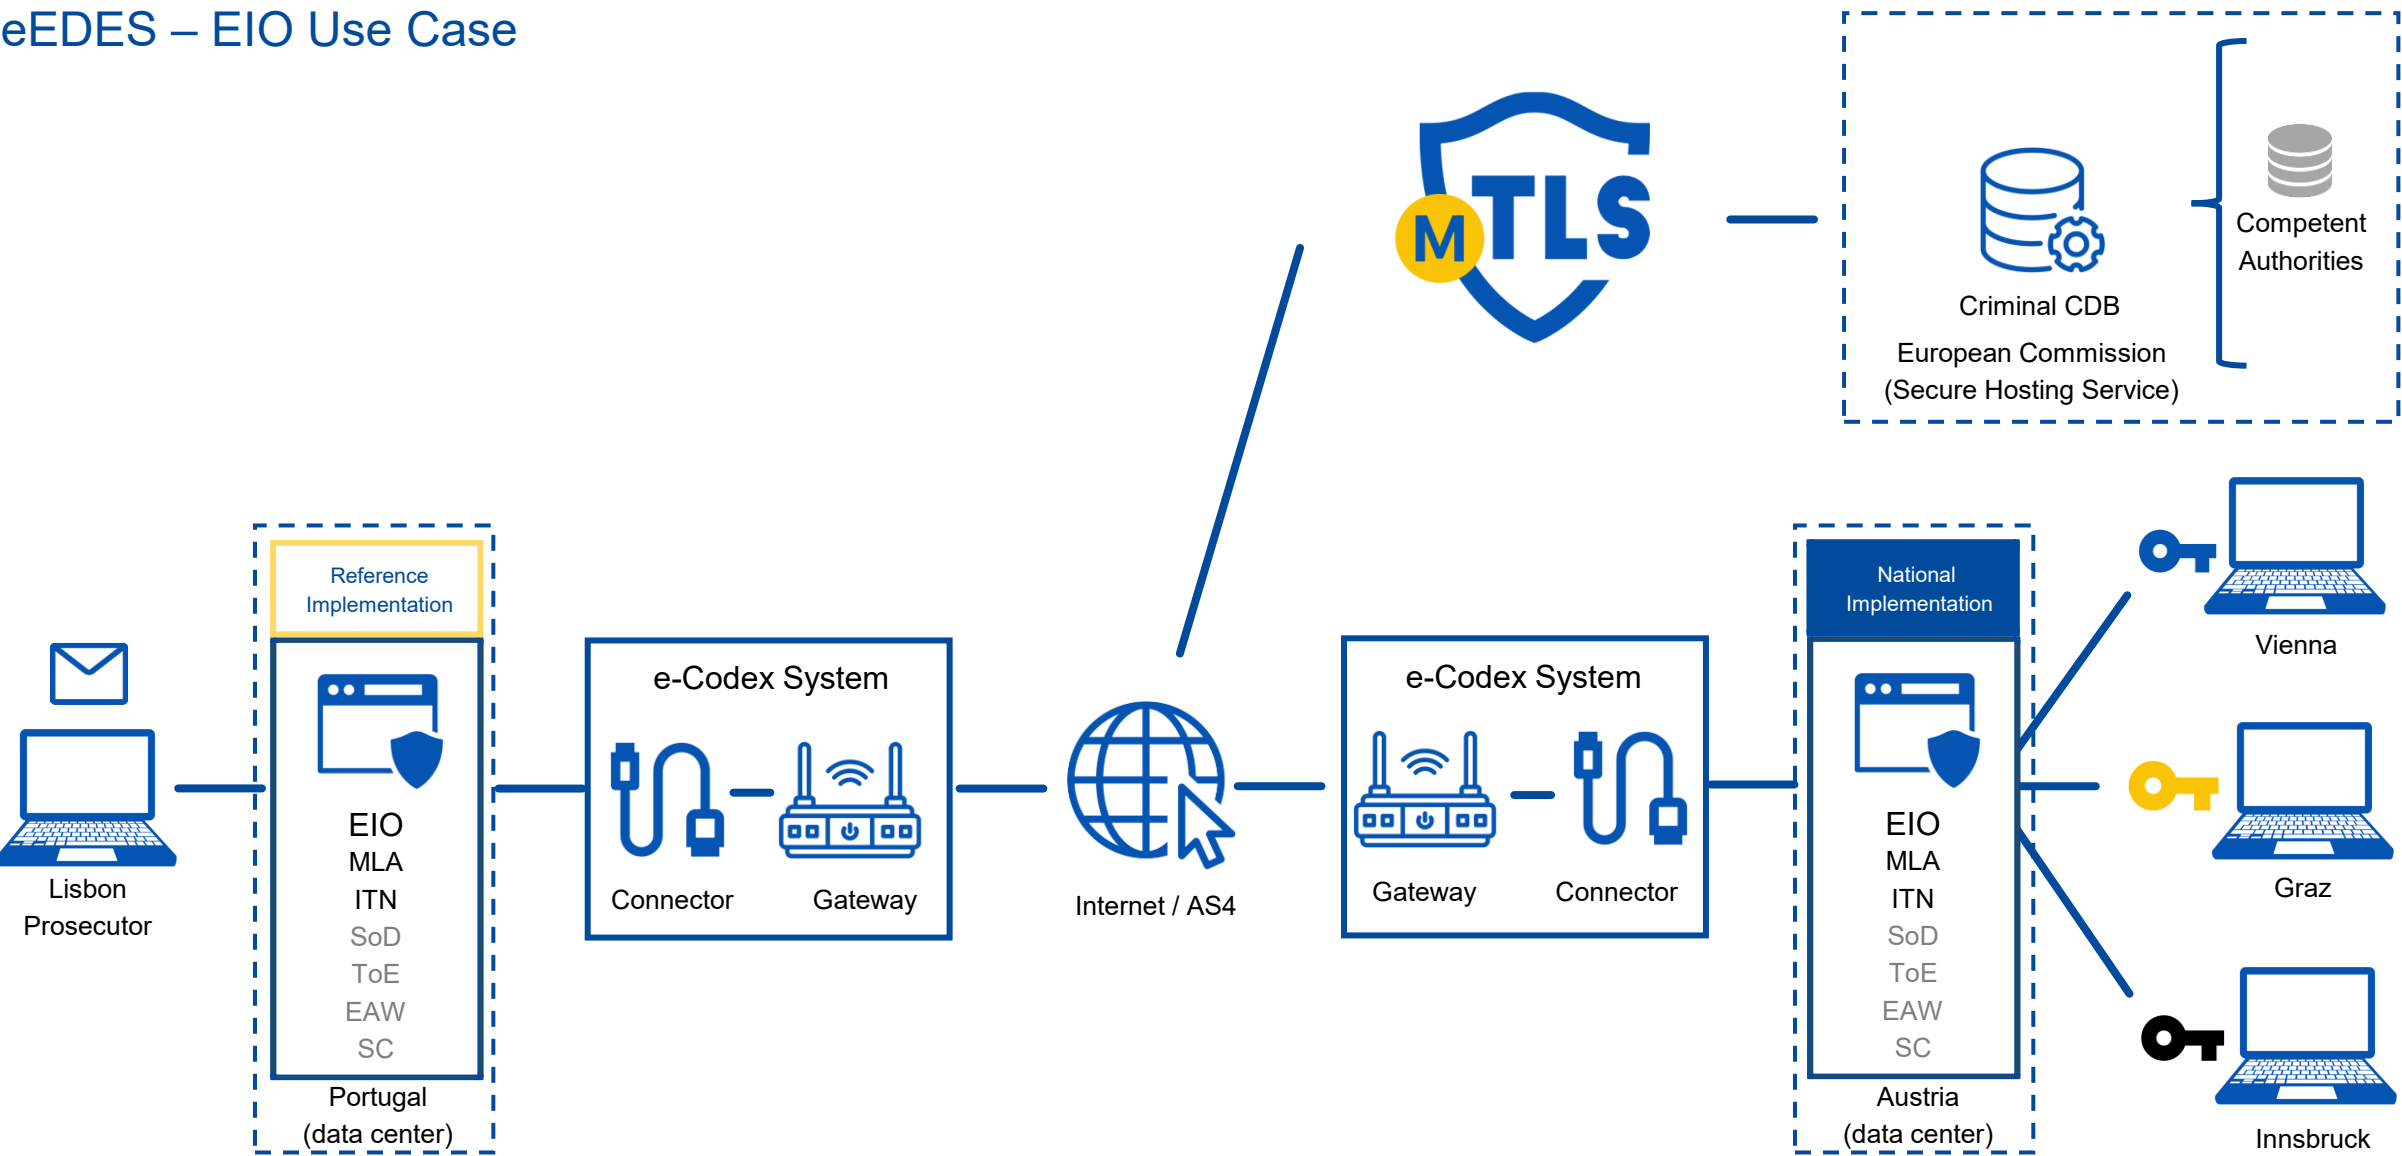 eEDES – EIO Use Case
M
TLS
Criminal CDB
European Commission
(Secure Hosting Service)
Competent
Authorities
Lisbon
Prosecutor
Reference
Implementation
EIO
MLA
ITN
SoD
ToE
EAW
SC
Portugal
(data center)
e-Codex System
Connector
Gateway
Internet / AS4
e-Codex System
Gateway
Connector
National
Implementation
EIO
MLA
ITN
SoD
ToE
EAW
SC
Austria
(data center)
Vienna
Graz
Innsbruck